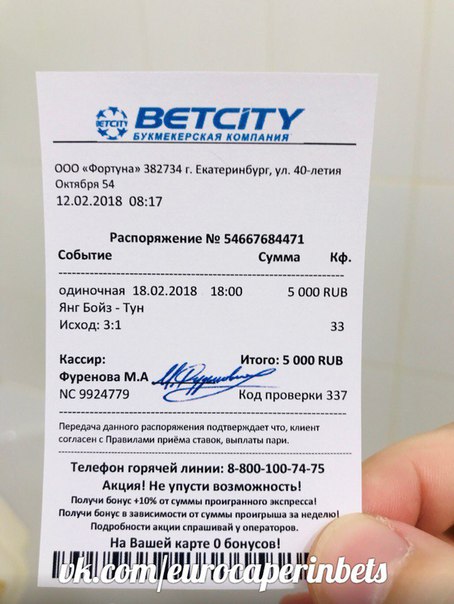 BETCITY
BETCITY
БУКМЕКЕРСКАЯ КОМПАНИЯ
ООО «Фортуна» 382734 г. Екатеринбург, ул. 40-летия
Октября 54
12.02.2018 08:17
Распоряжение № 54667684471
Событие Сумма Кф.
одиночная 18.02.2018 18:00 5 000 RUB
Янг Бойз - Тун
Исход: 3:1 33
Кассир: Итого: 5 000 RUB
Фуренова М.А
NC 9924779 Код проверки 337
Передача данного распоряжения подтверждает что, клиент
согласен с Правилами приёма ставок, выплаты пари.
Телефон горячей линии: 8-800-100-74-75
Акция! Не упусти возможность!
Получи бонус +10% от суммы проигранного экспресса!
Получи бонус в зависимости от суммы проигрыша за неделю!
Подробности акции спрашивай у операторов.
На Вашей карте 0 бонусов!
vk.com/eurocaperinbets